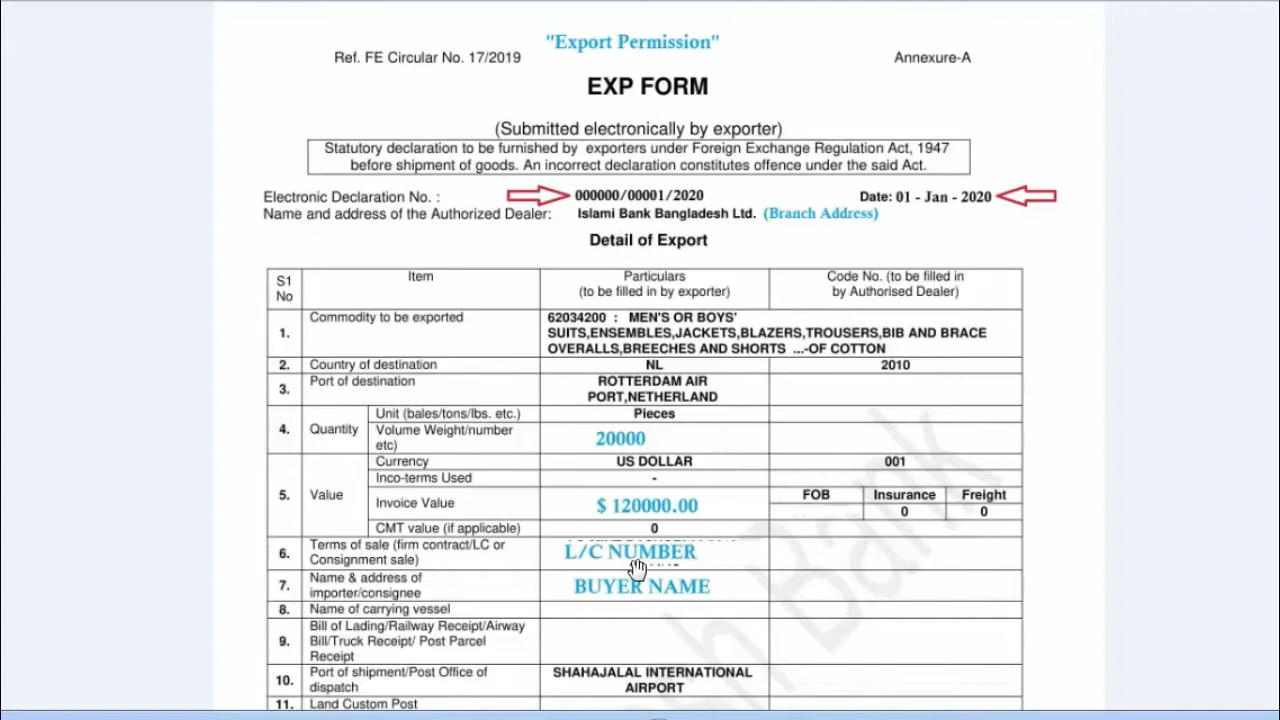 "Export Permission"
Ref. FE Circular No. 17/2019
Annexure-A
EXP FORM
(Submitted electronically by exporter)
Statutory declaration to be furnished by exporters under Foreign Exchange Regulation Act, 1947
before shipment of goods. An incorrect declaration constitutes offence under the said Act.
Electronic Declaration No. : 000000/00001/2020 Date: 01 - Jan - 2020
Name and address of the Authorized Dealer: Islami Bank Bangladesh Ltd. (Branch Address)
Detail of Export
S1 No
Item
Particulars
(to be filled in by exporter)
Code No. (to be filled in
by Authorised Dealer)
1.
Commodity to be exported
62034200 : MEN'S OR BOYS'
SUITS,ENSEMBLES,JACKETS,BLAZERS,TROUSERS,BIB AND BRACE
OVERALLS,BREECHES AND SHORTS ...-OF COTTON
2. Country of destination NL 2010
3. Port of destination
ROTTERDAM AIR
PORT,NETHERLAND
4. Quantity
Unit (bales/tons/lbs. etc.) Pieces
Volume Weight/number
etc)
20000
5. Value
Currency US DOLLAR 001
Inco-terms Used -
Invoice Value $ 120000.00
FOB Insurance Freight
0 0
CMT value (if applicable) 0
6.
Terms of sale (firm contract/LC or
Consignment sale)
L/C NUMBER
7.
Name & address of
importer/consignee
BUYER NAME
8. Name of carrying vessel
9.
Bill of Lading/Railway Receipt/Airway
Bill/Truck Receipt/ Post Parcel
Receipt
10.
Port of shipment/Post Office of
dispatch
SHAHAJALAL INTERNATIONAL
AIRPORT
11. Land Custom Post
Bank